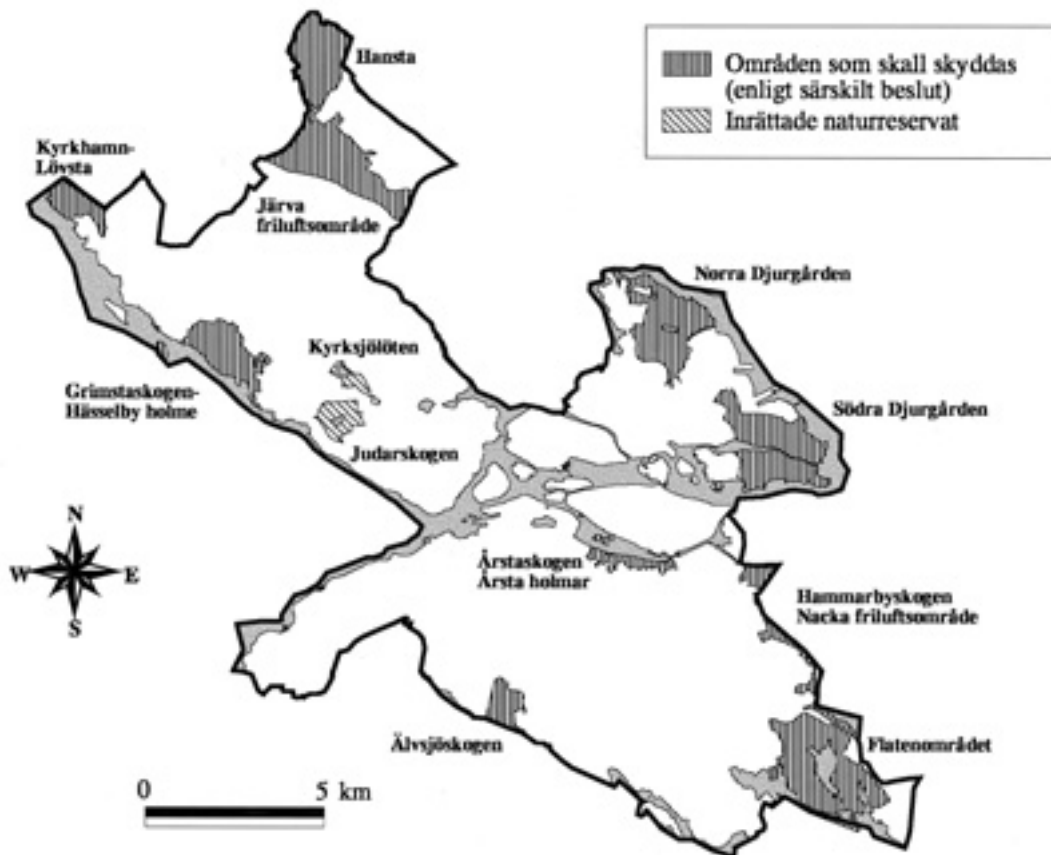 Hansta
Områden som skall skyddas
(enligt särskilt beslut)
Inrättade naturreservat
Kyrkhamn-
Lövsta
Järva
friluftsområde
Norra Djurgården
Kyrksjölöten
Grimstaskogen-
Hässelby holme
Södra Djurgården
Judarskogen
N
W
E
S
Årstaskogen
Årsta holmar
Hammarbyskogen
Nacka friluftsområde
Älvsjöskogen
Flatenområdet
0 5 km